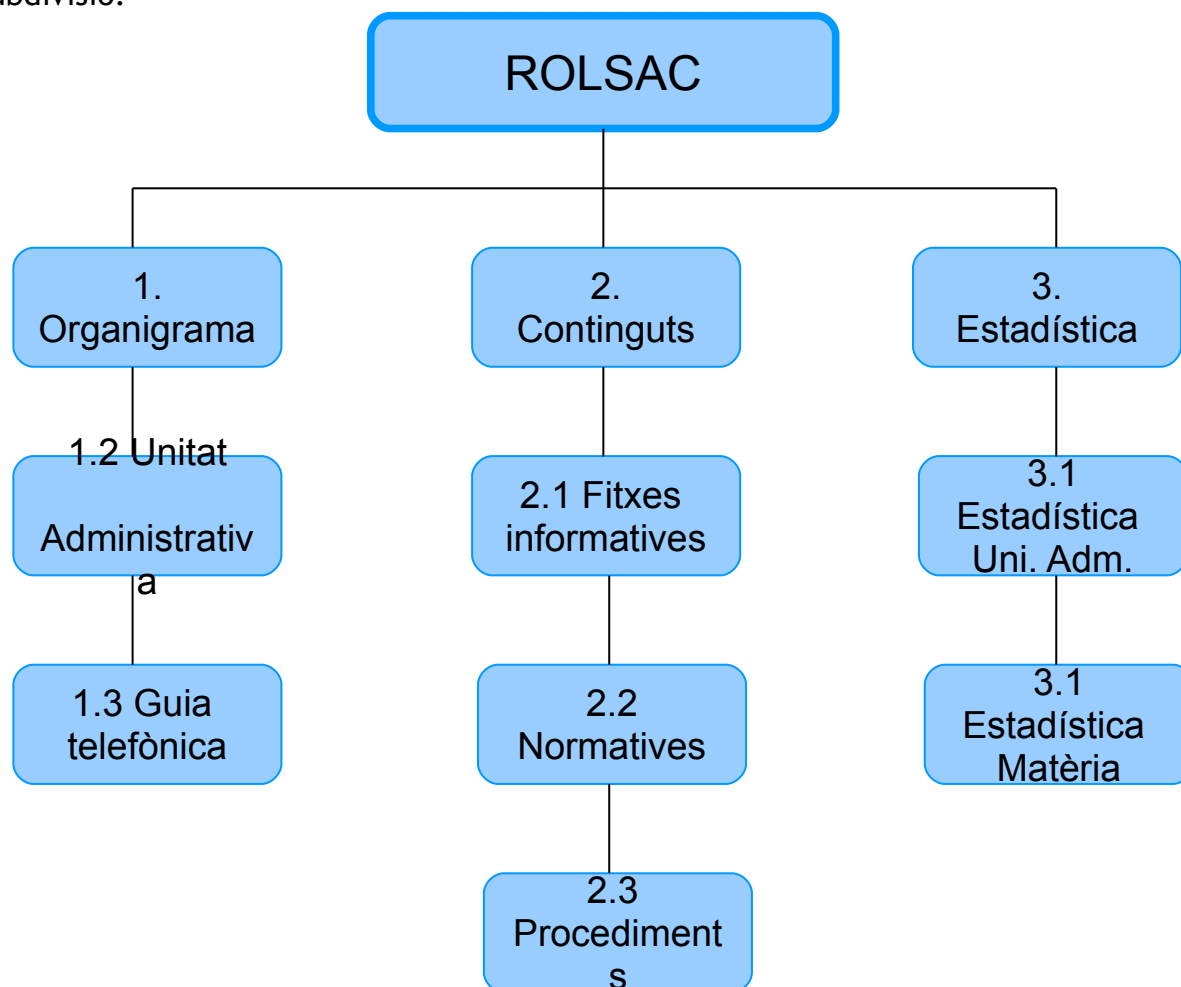 ROLSAC
1.
Organigrama
2.
Continguts
3.
Estadística
1.2 Unitat
Administrativ
a
2.1 Fitxes
informatives
3.1
Estadística
Uni. Adm.
1.3 Guia
telefònica
2.2
Normatives
3.1
Estadística
Matèria
2.3
Procediment
s